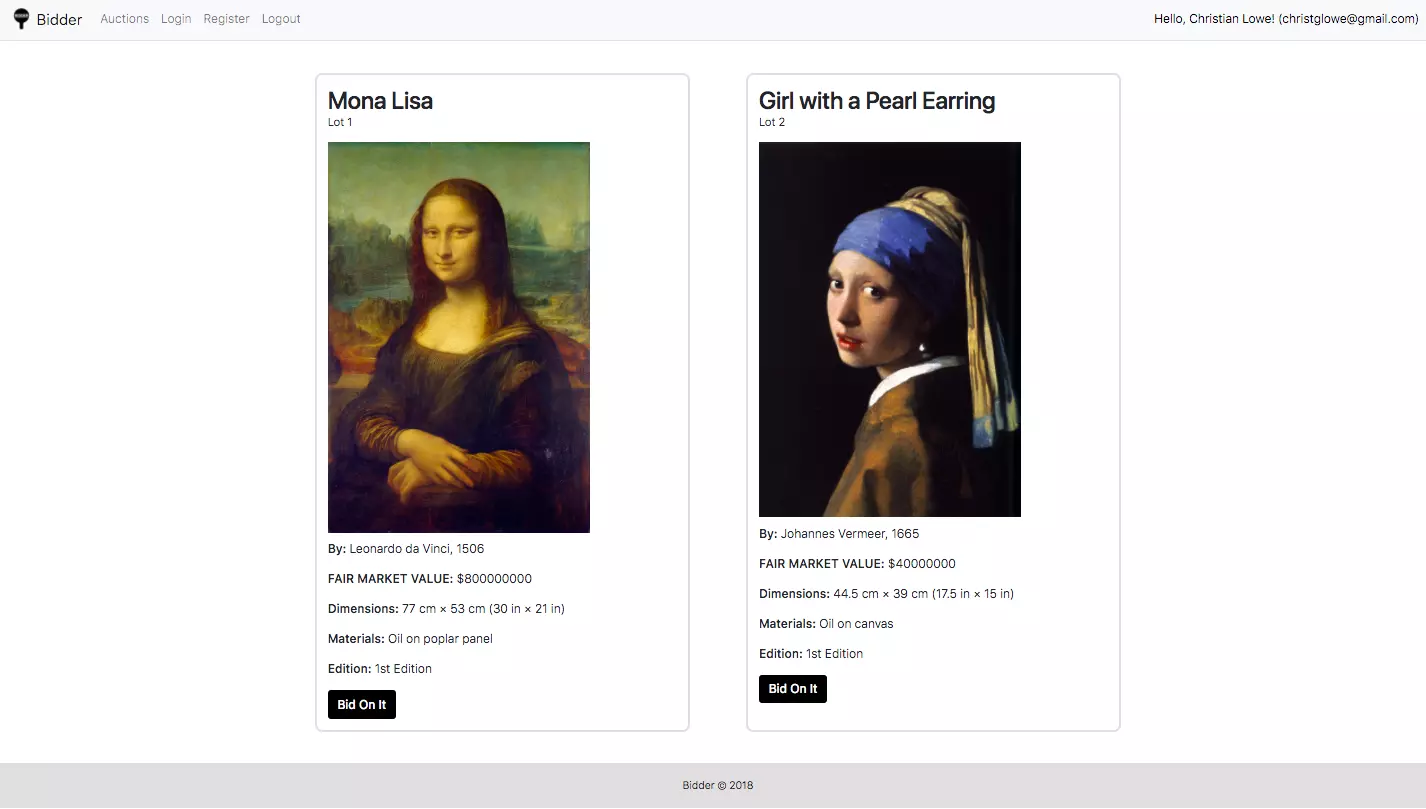 Bidder Auctions Login Register Logout Hello, Christian Lowe! (christglowe@gmail.com)
Mona Lisa
Lot 1
By: Leonardo da Vinci, 1506
FAIR MARKET VALUE: $800000000
Dimensions: 77 cm × 53 cm (30 in × 21 in)
Materials: Oil on poplar panel
Edition: 1st Edition
Bid On It
Girl with a Pearl Earring
Lot 2
By: Johannes Vermeer, 1665
FAIR MARKET VALUE: $40000000
Dimensions: 44.5 cm × 39 cm (17.5 in × 15 in)
Materials: Oil on canvas
Edition: 1st Edition
Bid On It
Bidder © 2018